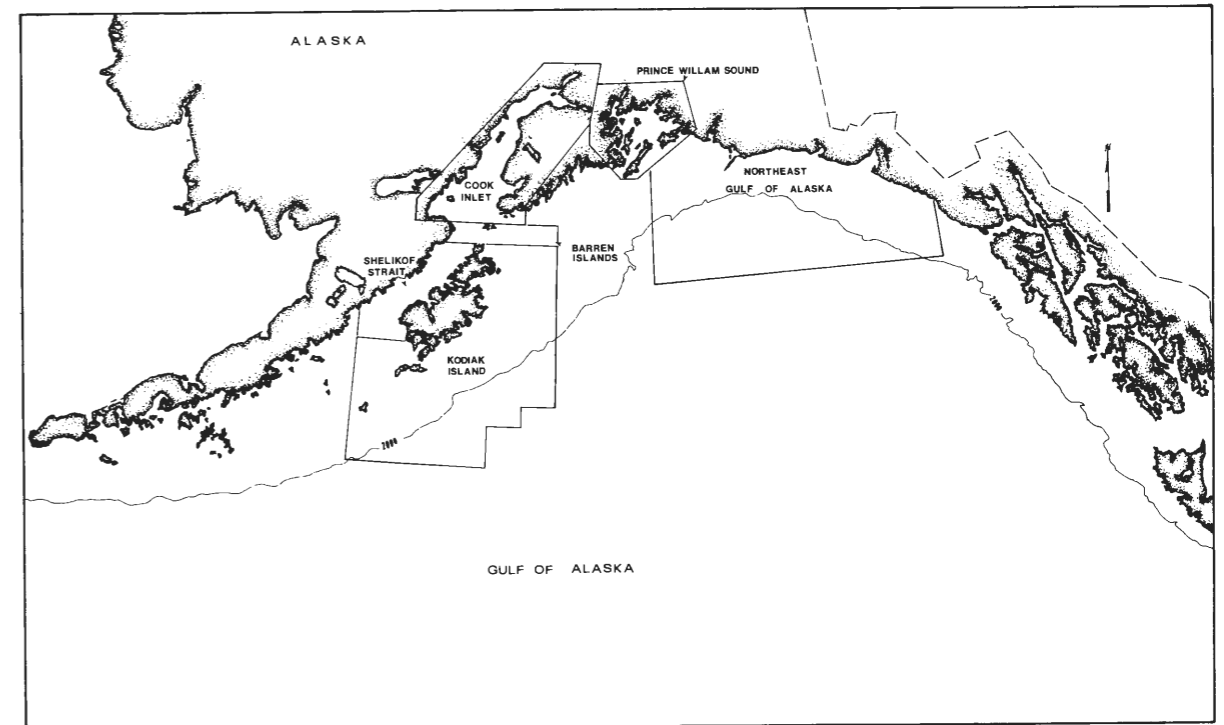 ALASKA
PRINCE WILLAM SOUND
COOK
INLET
NORTHEAST
GULF OF ALASKA
BARREN
ISLANDS
SHELIKOF
STRAIT
KODIAK
ISLAND
2000
GULF OF ALASKA